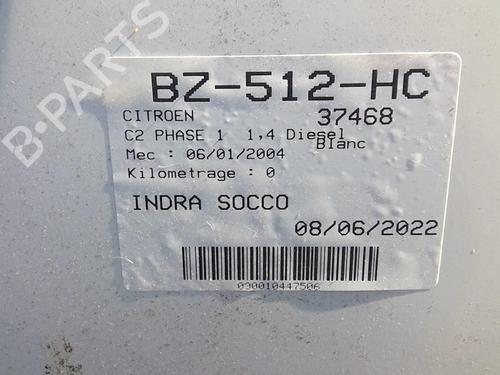 BZ-512-HC
CITROEN 37468
C2 PHASE 1 1,4 Diesel
Blanc
Mec : 06/01/2004
Kilometrage : 0
INDRA SOCCO
08/06/2022
030010447506
B-PARTS